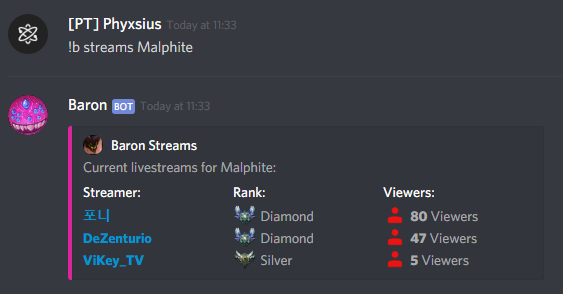 [PT] Phyxsius Today at 11:33
!b streams Malphite
Baron BOT Today at 11:33
Baron Streams
Current livestreams for Malphite:
Streamer: Rank: Viewers:
포니 Diamond 80 Viewers
DeZenturio Diamond 47 Viewers
ViKey_TV Silver 5 Viewers